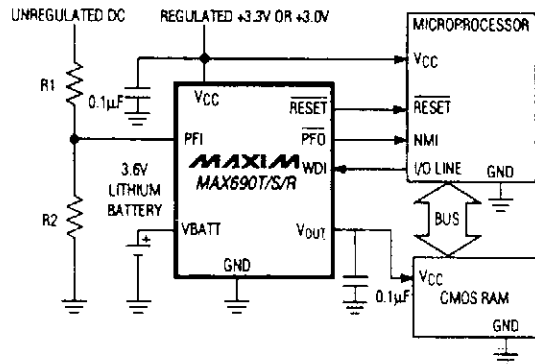 UNREGULATED DC
REGULATED +3.3V OR +3.0V
MICROPROCESSOR
R1
0.1µF
VCC
VCC
RESET
RESET
PFI
PFO
NMI
MAXIM
MAX690T/S/R
WDI
I/O LINE
3.6V
LITHIUM
BATTERY
GND
R2
BUS
VBATT
VOUT
+
GND
0.1µF
VCC
CMOS RAM
GND